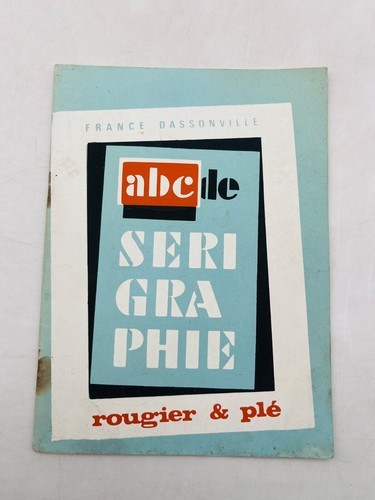 FRANCE DASSONVILLE
abc de
SERI
GRA
PHIE
rougier & plé